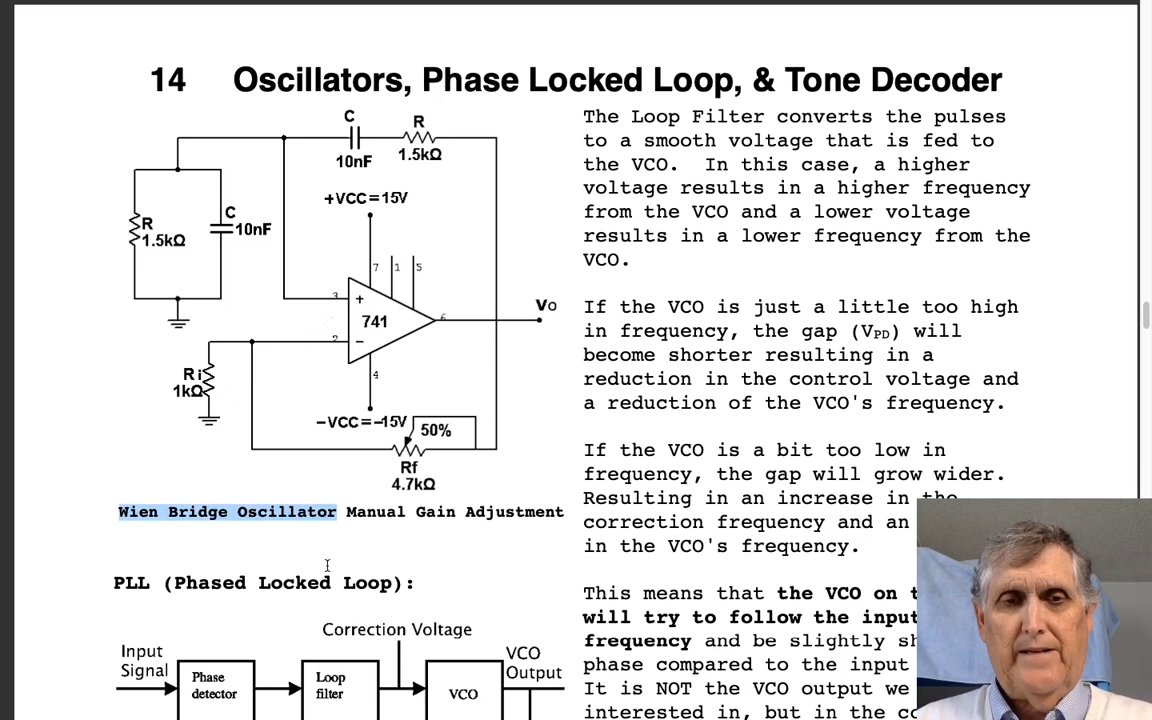 14 Oscillators, Phase Locked Loop, & Tone Decoder
C
R
10nF
1.5kΩ
+VCC=15V
R
1.5kΩ
C
10nF
7
1
5
3
+
741
6
Vo
2
−
4
Ri
1kΩ
−VCC=−15V
50%
Rf
4.7kΩ
Wien Bridge Oscillator Manual Gain Adjustment
PLL (Phased Locked Loop):
Correction Voltage
Input
Signal
Phase
detector
Loop
filter
VCO
VCO
Output
The Loop Filter converts the pulses
to a smooth voltage that is fed to
the VCO. In this case, a higher
voltage results in a higher frequency
from the VCO and a lower voltage
results in a lower frequency from the
VCO.
If the VCO is just a little too high
in frequency, the gap (VPD) will
become shorter resulting in a
reduction in the control voltage and
a reduction of the VCO's frequency.
If the VCO is a bit too low in
frequency, the gap will grow wider.
Resulting in an increase in the
correction frequency and an
in the VCO's frequency.
This means that the VCO on
will try to follow the input
frequency and be slightly
phase compared to the input
It is NOT the VCO output we
interested in, but in the